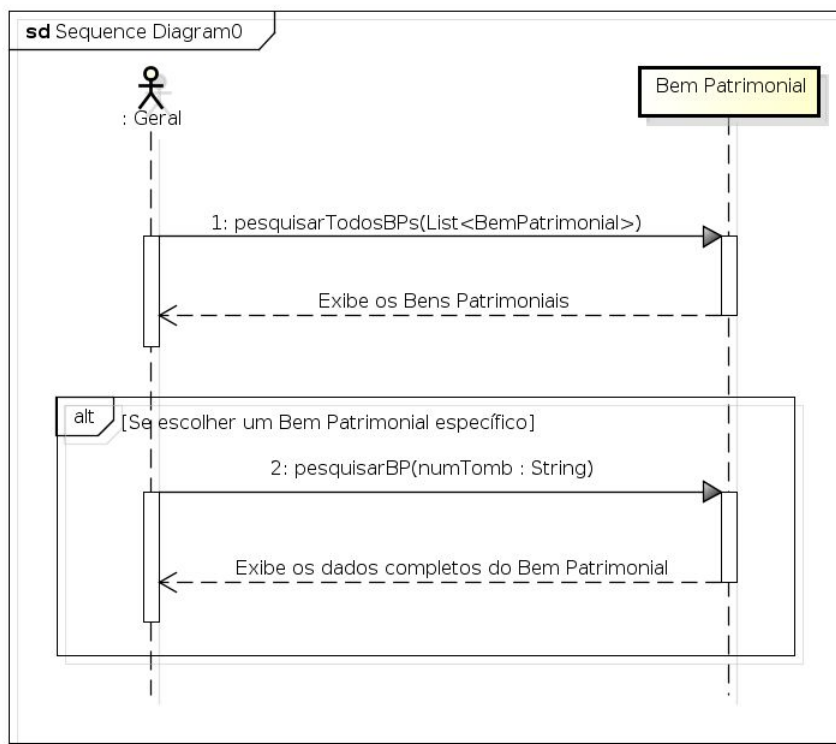 sd Sequence Diagram0
: Geral
Bem Patrimonial
1: pesquisarTodosBPs(List<BemPatrimonial>)
Exibe os Bens Patrimoniais
alt
[Se escolher um Bem Patrimonial específico]
2: pesquisarBP(numTomb : String)
Exibe os dados completos do Bem Patrimonial